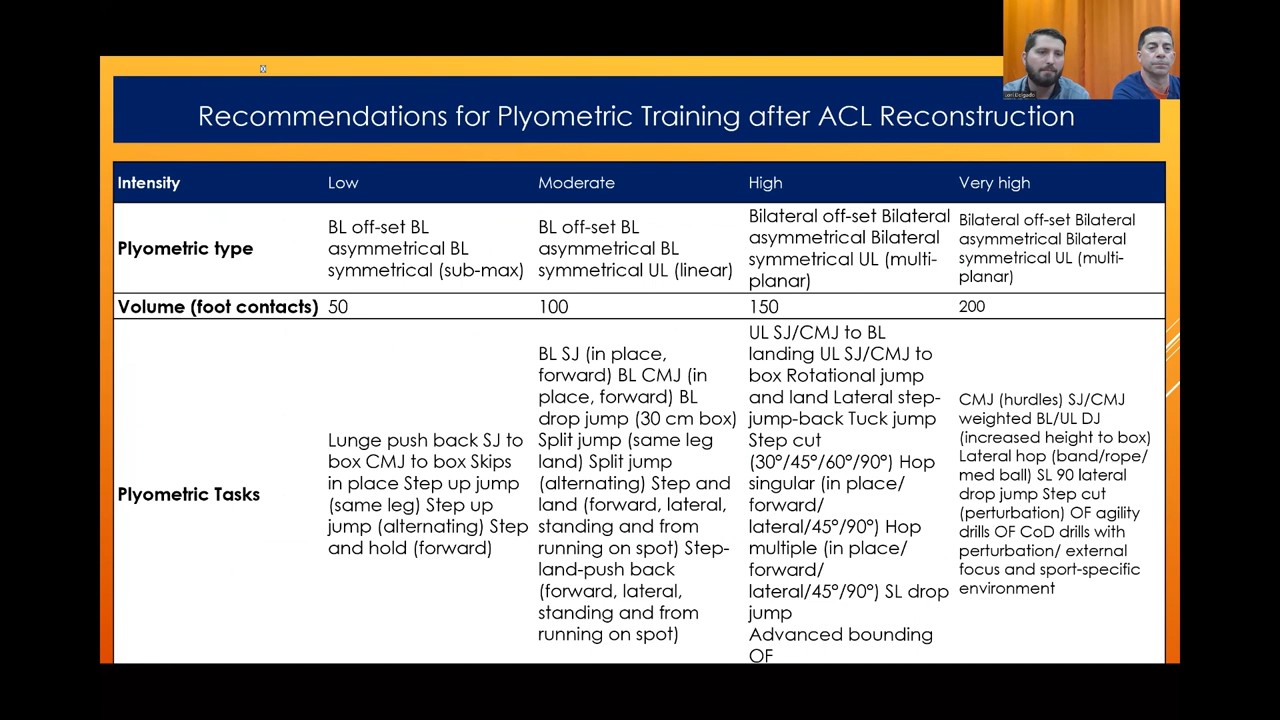 Lori Delgado
Recommendations for Plyometric Training after ACL Reconstruction
Intensity
Low
Moderate
High
Very high
Plyometric type
BL off-set BL
asymmetrical BL
symmetrical (sub-max)
BL off-set BL
asymmetrical BL
symmetrical UL (linear)
Bilateral off-set Bilateral
asymmetrical Bilateral
symmetrical UL (multi-
planar)
Bilateral off-set Bilateral
asymmetrical Bilateral
symmetrical UL (multi-
planar)
Volume (foot contacts)
50
100
150
200
Plyometric Tasks
Lunge push back SJ to
box CMJ to box Skips
in place Step up jump
(same leg) Step up
jump (alternating) Step
and hold (forward)
BL SJ (in place,
forward) BL CMJ (in
place, forward) BL
drop jump (30 cm box)
Split jump (same leg
land) Split jump
(alternating) Step and
land (forward, lateral,
standing and from
running on spot) Step-
land-push back
(forward, lateral,
standing and from
running on spot)
UL SJ/CMJ to BL
landing UL SJ/CMJ to
box Rotational jump
and land Lateral step-
jump-back Tuck jump
Step cut
(30°/45°/60°/90°) Hop
singular (in place/
forward/
lateral/45°/90°) Hop
multiple (in place/
forward/
lateral/45°/90°) SL drop
jump
Advanced bounding
OF
CMJ (hurdles) SJ/CMJ
weighted BL/UL DJ
(increased height to box)
Lateral hop (band/rope/
med ball) SL 90 lateral
drop jump Step cut
(perturbation) OF agility
drills OF CoD drills with
perturbation/ external
focus and sport-specific
environment